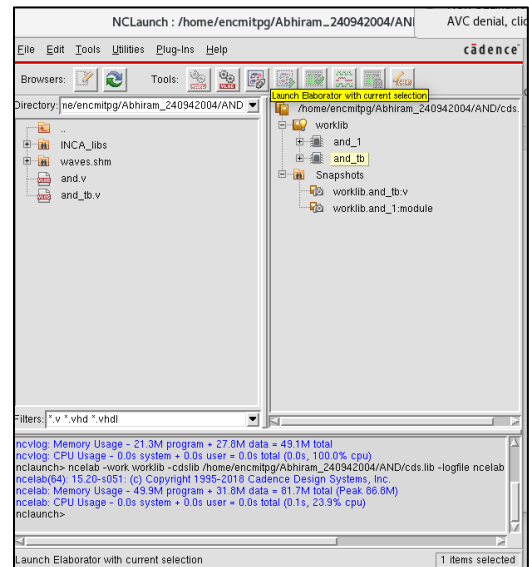 NCLaunch : /home/encmitpg/Abhiram_240942004/ANI
AVC denial, clic
File Edit Tools Utilities Plug-Ins Help
cādence
Browsers:
Tools:
Launch Elaborator with current selection
Directory: ne/encmitpg/Abhiram_240942004/AND
/home/encmitpg/Abhiram_240942004/AND/cds.
..
INCA_libs
waves.shm
and.v
and_tb.v
worklib
and_1
and_tb
Snapshots
worklib.and_tb:v
worklib.and_1:module
Filters: *.v *.vhd *.vhdl
ncvlog: Memory Usage - 21.3M program + 27.8M data = 49.1M total
ncvlog: CPU Usage - 0.0s system + 0.0s user = 0.0s total (0.0s, 100.0% cpu)
nclaunch> ncelab -work worklib -cdslib /home/encmitpg/Abhiram_240942004/AND/cds.lib -logfile ncelab
ncelab(64): 15.20-s051: (c) Copyright 1995-2018 Cadence Design Systems, Inc.
ncelab: Memory Usage - 49.9M program + 31.8M data = 81.7M total (Peak 86.8M)
ncelab: CPU Usage - 0.0s system + 0.0s user = 0.0s total (0.1s, 23.9% cpu)
nclaunch>
Launch Elaborator with current selection
1 items selected